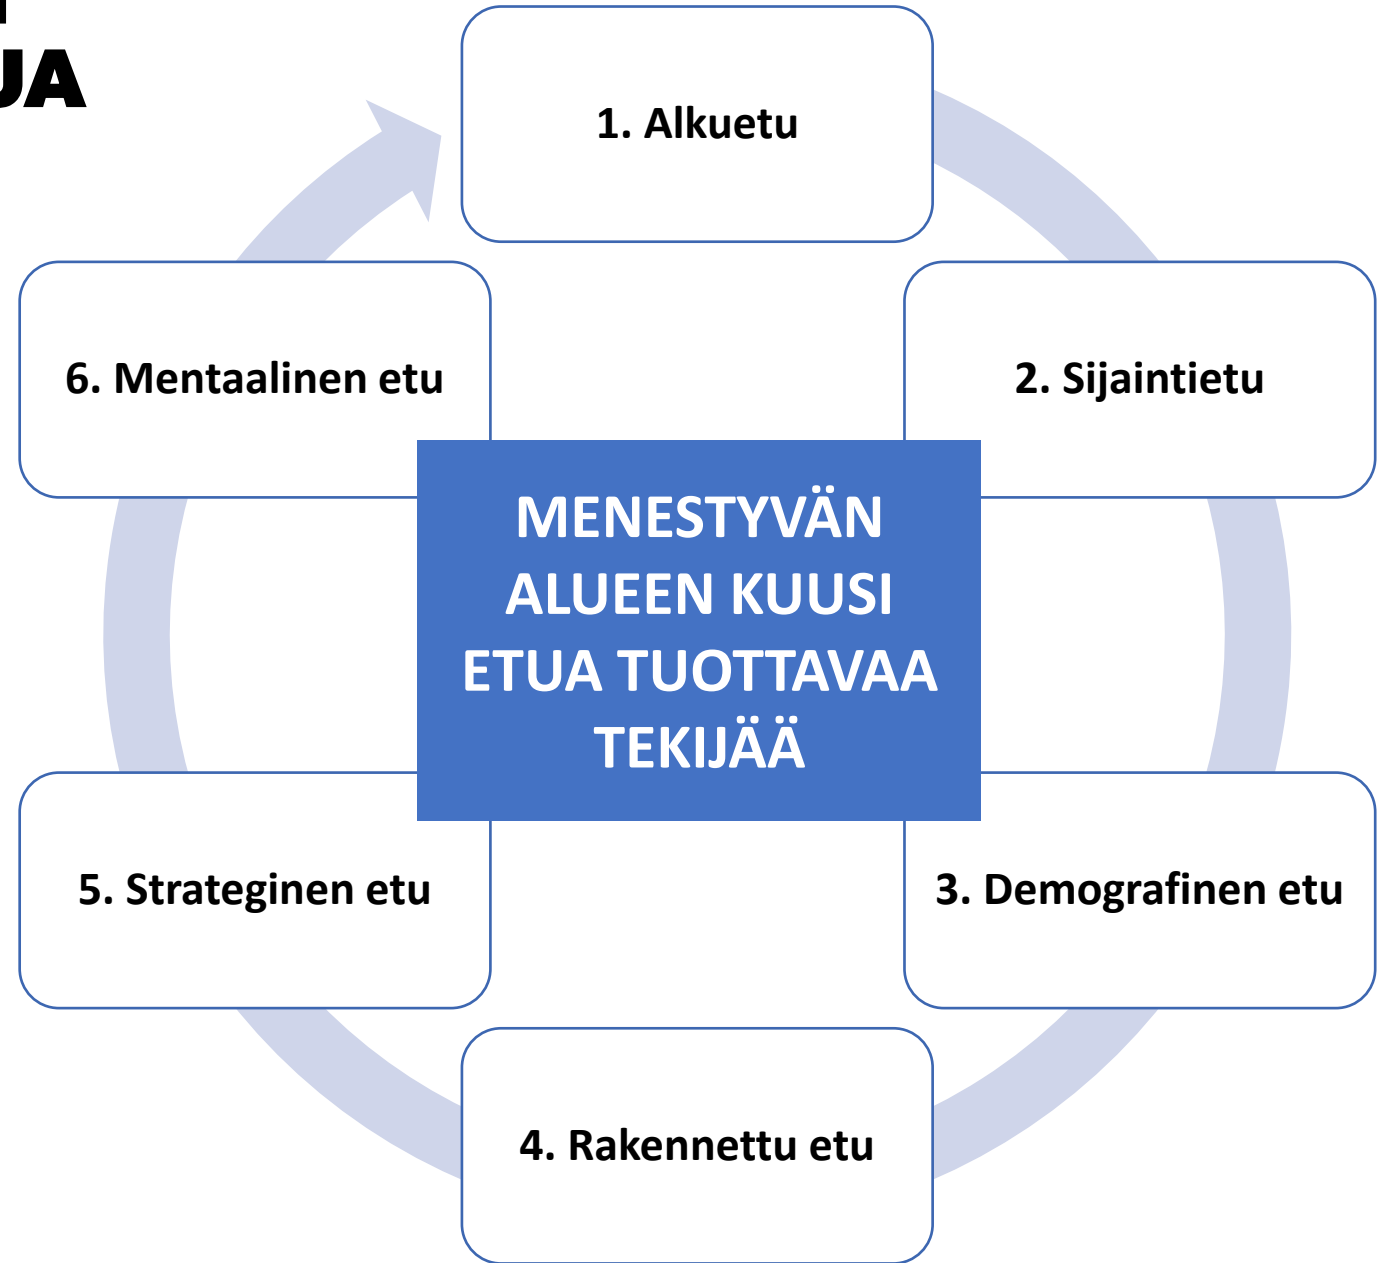 UA
1. Alkuetu
2. Sijaintietu
3. Demografinen etu
4. Rakennettu etu
5. Strateginen etu
6. Mentaalinen etu
MENESTYVÄN
ALUEEN KUUSI
ETUA TUOTTAVAA
TEKIJÄÄ